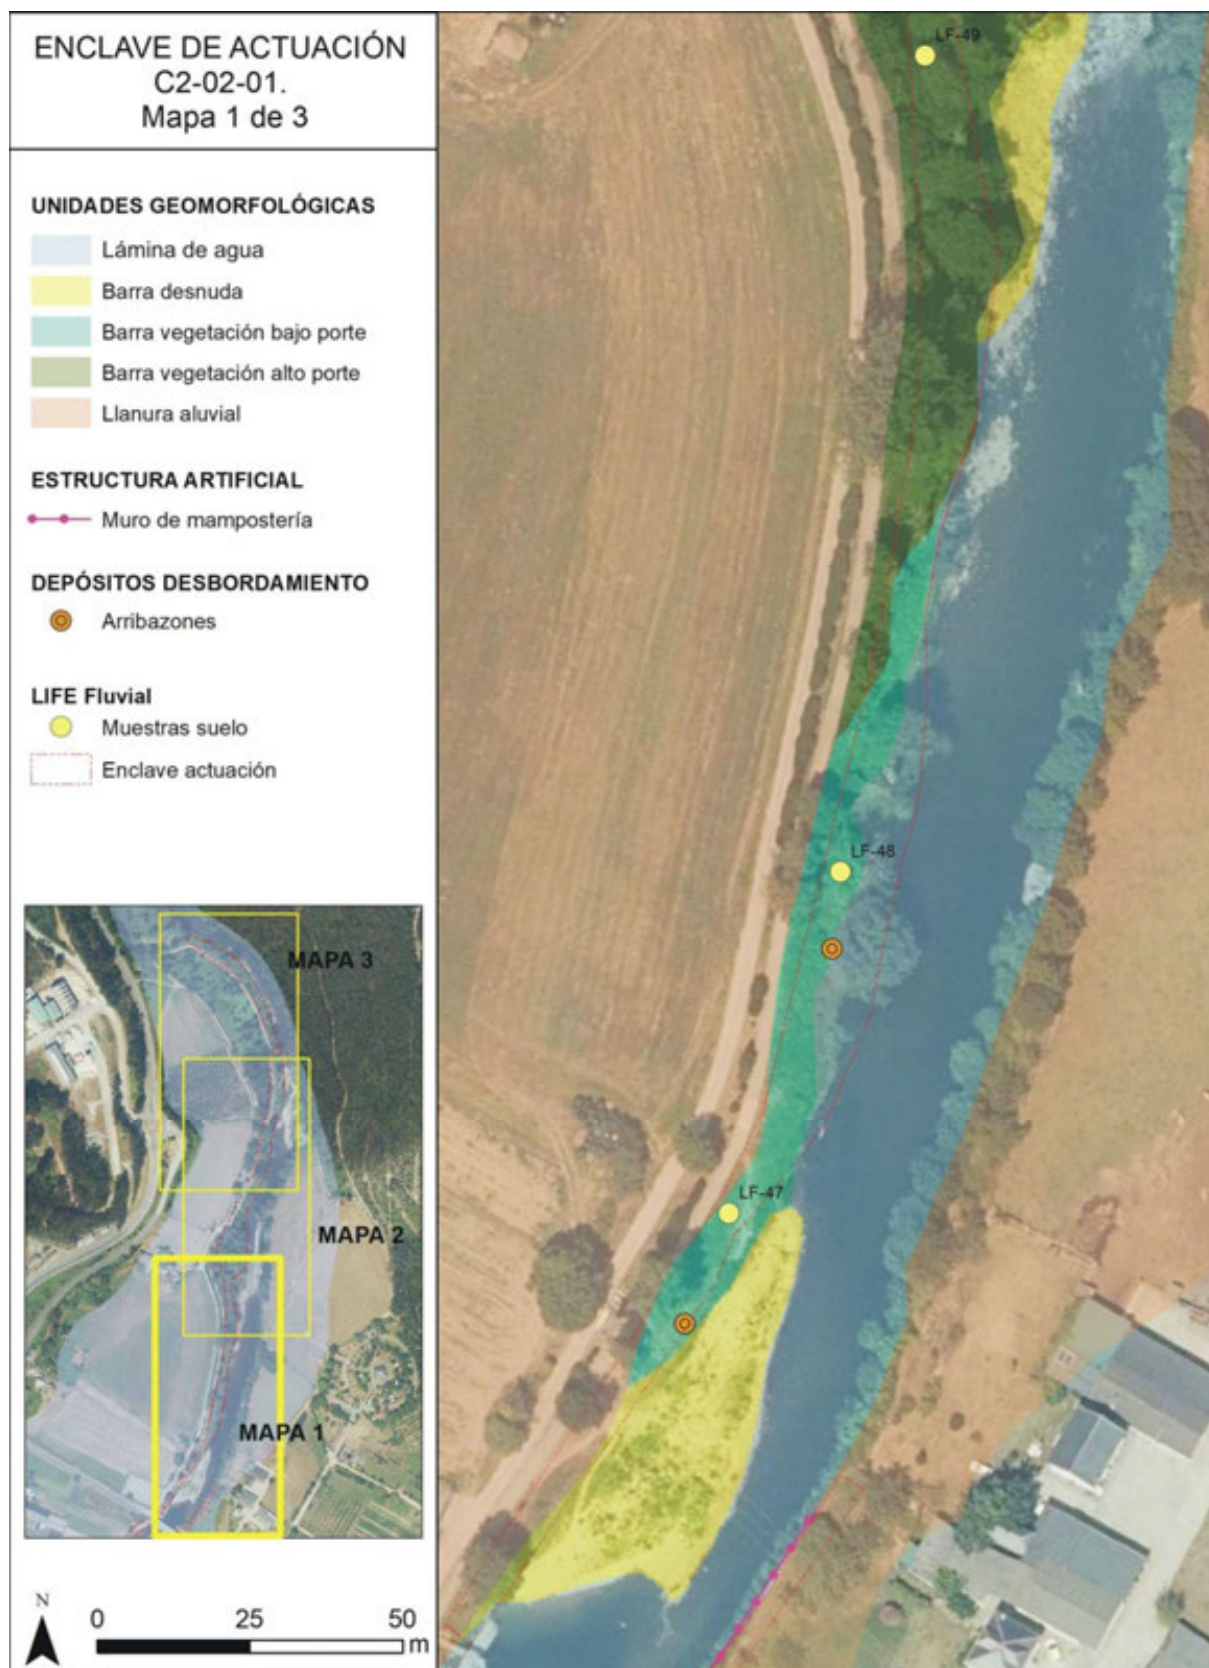 ENCLAVE DE ACTUACIÓN
C2-02-01.
Mapa 1 de 3
UNIDADES GEOMORFOLÓGICAS
Lámina de agua
Barra desnuda
Barra vegetación bajo porte
Barra vegetación alto porte
Llanura aluvial
ESTRUCTURA ARTIFICIAL
Muro de mampostería
DEPÓSITOS DESBORDAMIENTO
Arribazones
LIFE Fluvial
Muestras suelo
Enclave actuación
MAPA 3
MAPA 2
MAPA 1
N
0 25 50
m
LF-49
LF-48
LF-47